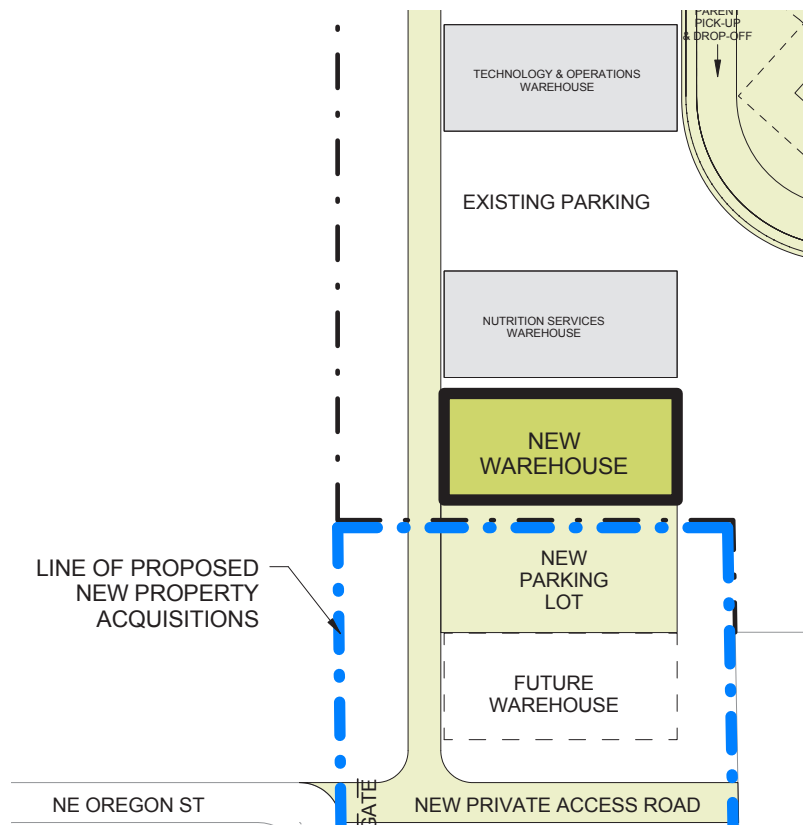 PARENT
PICK-UP
& DROP-OFF
TECHNOLOGY & OPERATIONS
WAREHOUSE
EXISTING PARKING
NUTRITION SERVICES
WAREHOUSE
NEW
WAREHOUSE
LINE OF PROPOSED
NEW PROPERTY
ACQUISITIONS
NEW
PARKING
LOT
FUTURE
WAREHOUSE
NE OREGON ST
GATE
NEW PRIVATE ACCESS ROAD